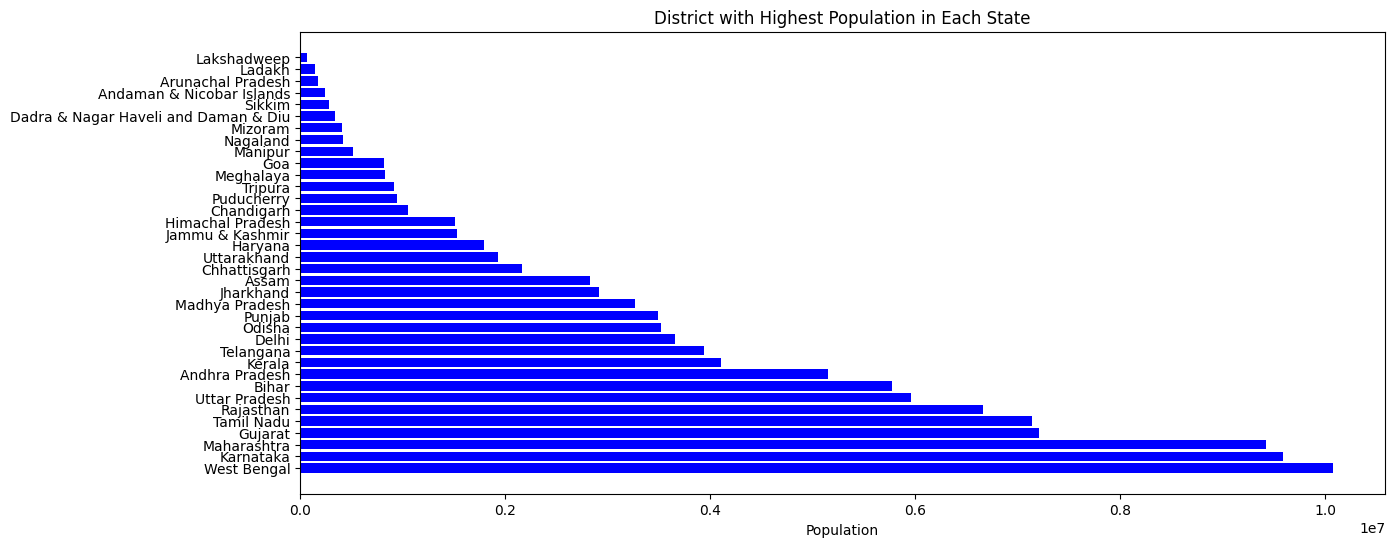 District with Highest Population in Each State
Lakshadweep
Ladakh
Arunachal Pradesh
Andaman & Nicobar Islands
Sikkim
Dadra & Nagar Haveli and Daman & Diu
Mizoram
Nagaland
Manipur
Goa
Meghalaya
Tripura
Puducherry
Chandigarh
Himachal Pradesh
Jammu & Kashmir
Haryana
Uttarakhand
Chhattisgarh
Assam
Jharkhand
Madhya Pradesh
Punjab
Odisha
Delhi
Telangana
Kerala
Andhra Pradesh
Bihar
Uttar Pradesh
Rajasthan
Tamil Nadu
Gujarat
Maharashtra
Karnataka
West Bengal
0.0 0.2 0.4 0.6 0.8 1.0
1e7
Population